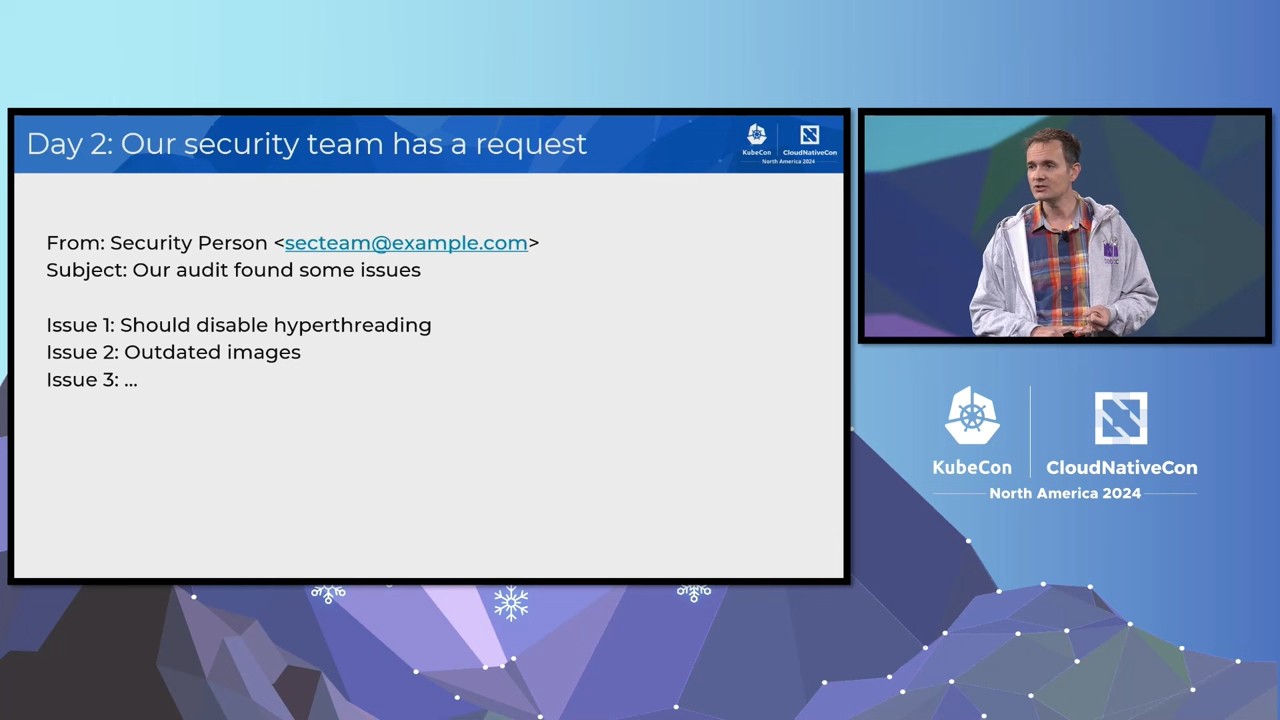 Day 2: Our security team has a request
KubeCon
CloudNativeCon
North America 2024
From: Security Person <secteam@example.com>
Subject: Our audit found some issues
Issue 1: Should disable hyperthreading
Issue 2: Outdated images
Issue 3: ...
KubeCon
CloudNativeCon
North America 2024